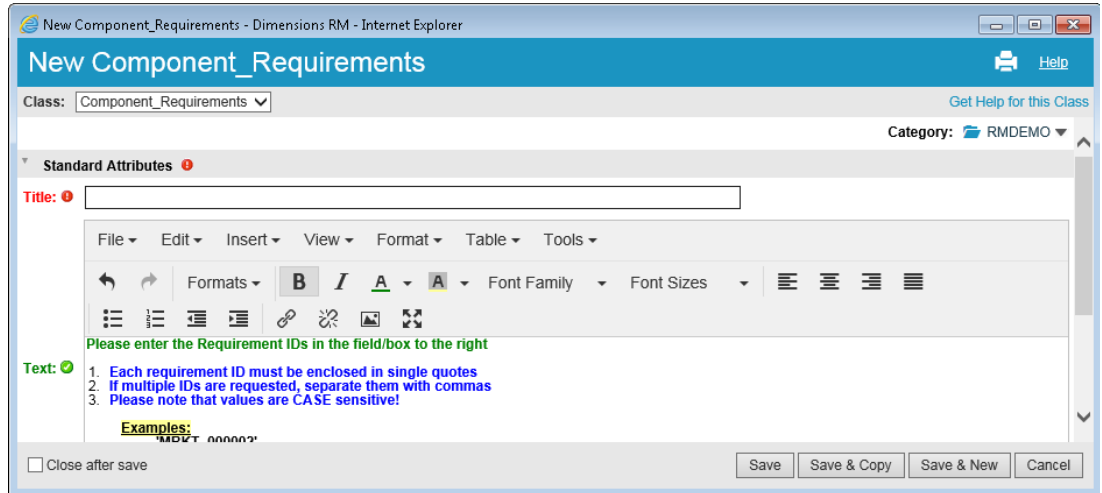 New Component_Requirements - Dimensions RM - Internet Explorer
New Component_Requirements
Help
Class: Component_Requirements
Get Help for this Class
Category: RMDEMO
Standard Attributes
Title:
File Edit Insert View Format Table Tools
Formats B I A A Font Family Font Sizes
Please enter the Requirement IDs in the field/box to the right
Text:
1. Each requirement ID must be enclosed in single quotes
2. If multiple IDs are requested, separate them with commas
3. Please note that values are CASE sensitive!
Examples:
Close after save
Save Save & Copy Save & New Cancel